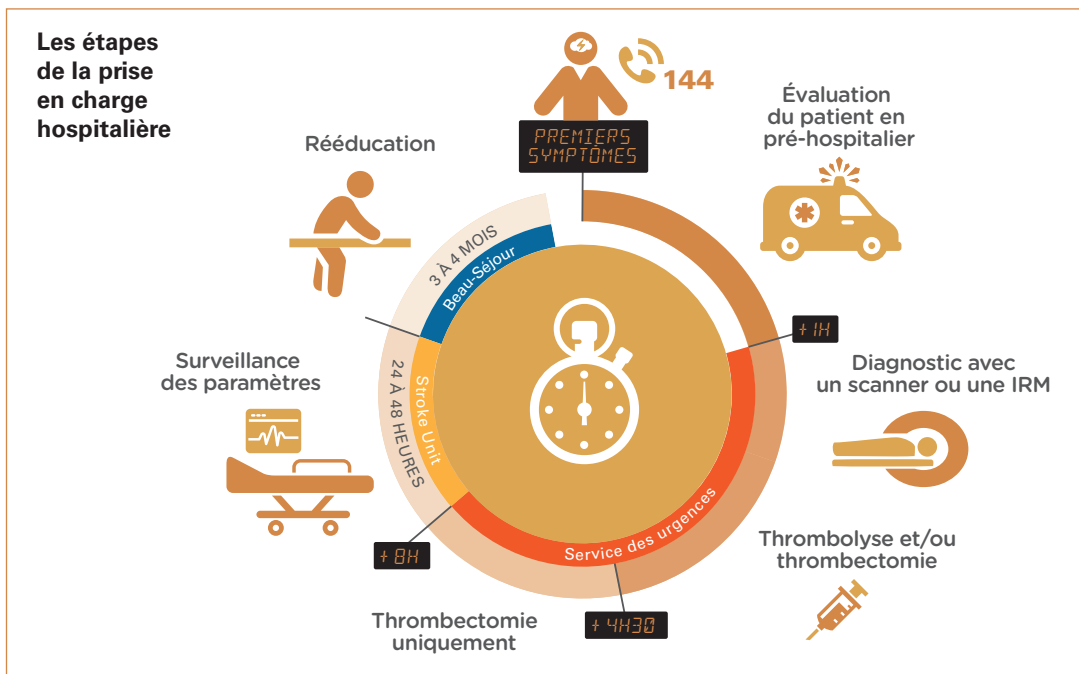 Les étapes
de la prise
en charge
hospitalière
144
PREMIERS
SYMPTOMES
Évaluation
du patient en
pré-hospitalier
+1H
Diagnostic avec
un scanner ou une IRM
Thrombolyse et/ou
thrombectomie
+4H30
Service des urgences
Thrombectomie
uniquement
+8H
Surveillance
des paramètres
24 À 48 HEURES
Stroke Unit
Rééducation
3 À 4 MOIS
Beau-Séjour